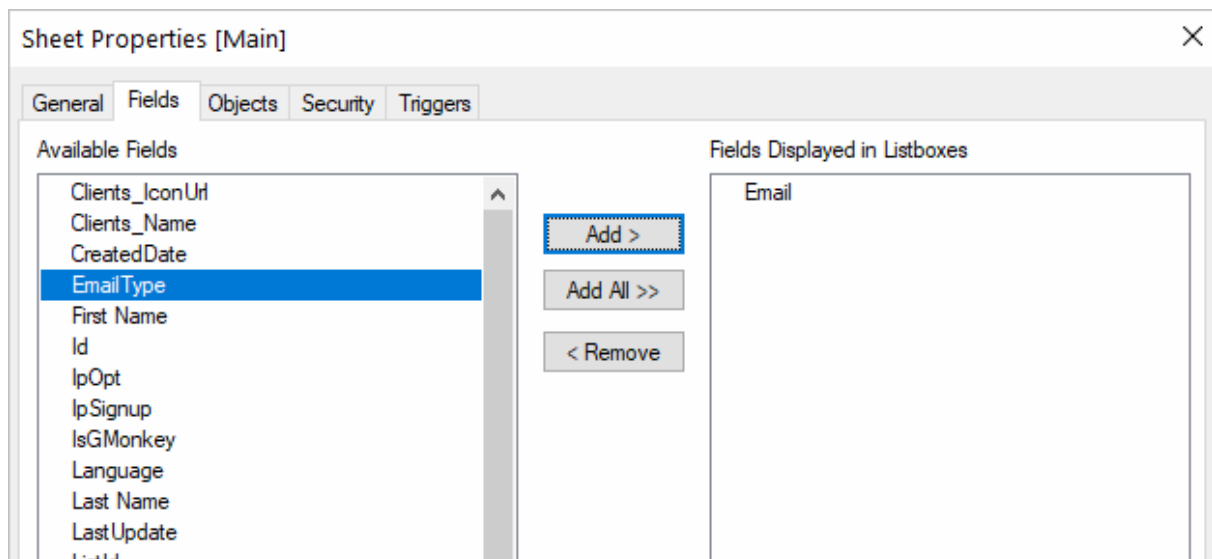 Sheet Properties [Main]
General Fields Objects Security Triggers
Available Fields
Clients_IconUrl
Clients_Name
CreatedDate
EmailType
First Name
Id
IpOpt
IpSignup
IsGMonkey
Language
Last Name
LastUpdate
Add >
Add All >>
< Remove
Fields Displayed in Listboxes
Email